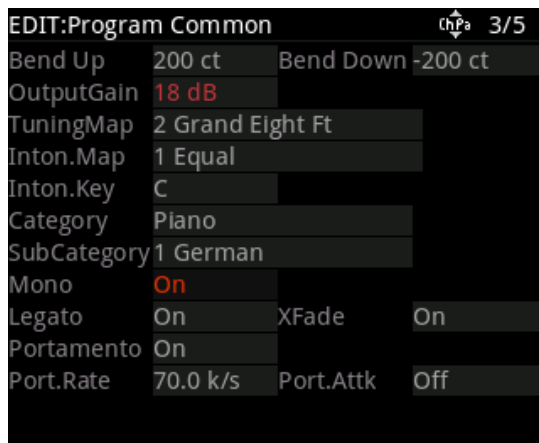 EDIT:Program Common ChPa 3/5
Bend Up 200 ct Bend Down -200 ct
OutputGain 18 dB
TuningMap 2 Grand Eight Ft
Inton.Map 1 Equal
Inton.Key C
Category Piano
SubCategory 1 German
Mono On
Legato On XFade On
Portamento On
Port.Rate 70.0 k/s Port.Attk Off